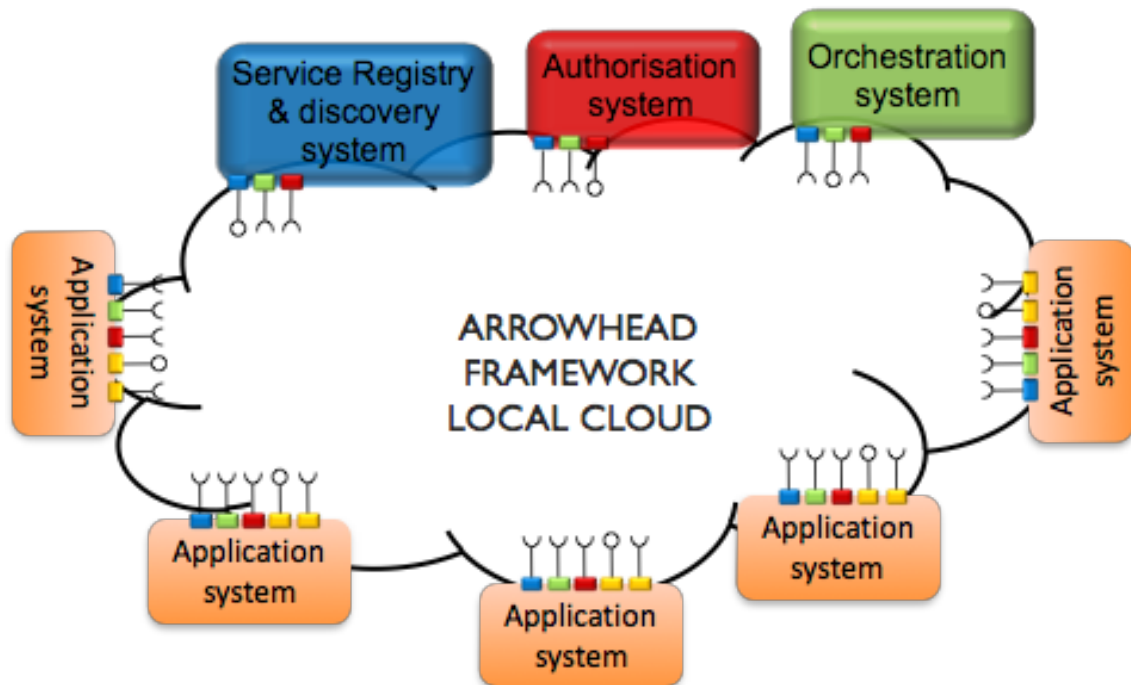 Service Registry
& discovery
system
Authorisation
system
Orchestration
system
Application
system
ARROWHEAD
FRAMEWORK
LOCAL CLOUD
Application
system
Application
system
Application
system
Application
system